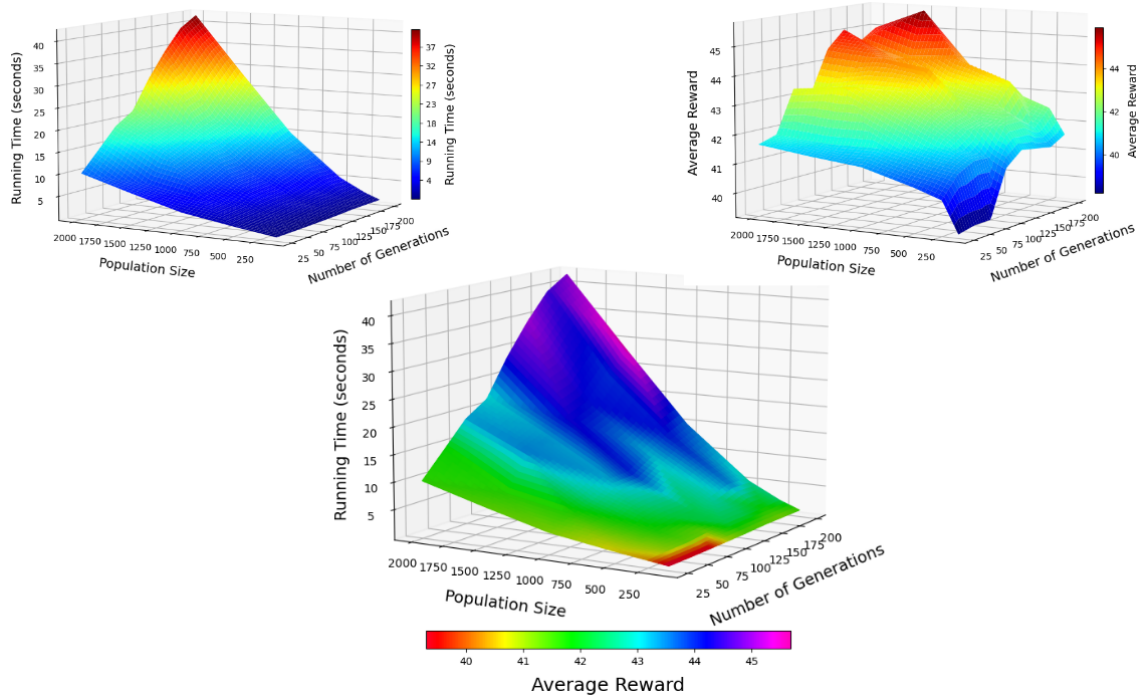 40
35
30
25
20
15
10
5
Running Time (seconds)
2000 1750 1500 1250 1000 750 500 250
Population Size
25 50 75 100 125 150 175 200
Number of Generations
37
32
27
23
18
14
9
4
Running Time (seconds)
45
44
43
42
41
40
Average Reward
2000 1750 1500 1250 1000 750 500 250
Population Size
25 50 75 100 125 150 175 200
Number of Generations
44
42
40
Average Reward
40
35
30
25
20
15
10
5
Running Time (seconds)
2000 1750 1500 1250 1000 750 500 250
Population Size
25 50 75 100 125 150 175 200
Number of Generations
40 41 42 43 44 45
Average Reward